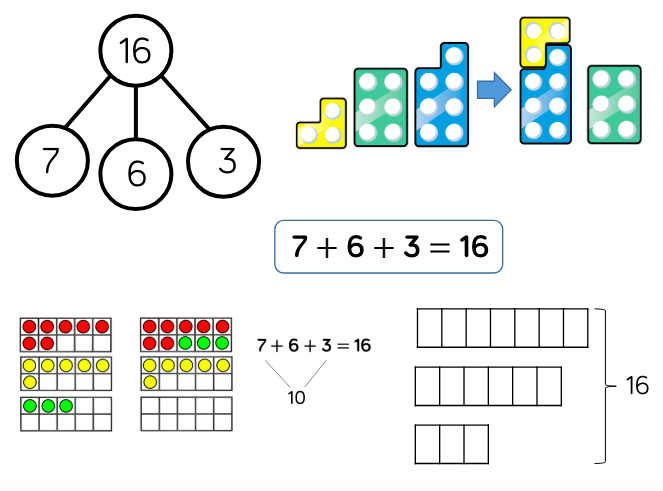 16
7 6 3
7 + 6 + 3 = 16
7 + 6 + 3 = 16
10
16